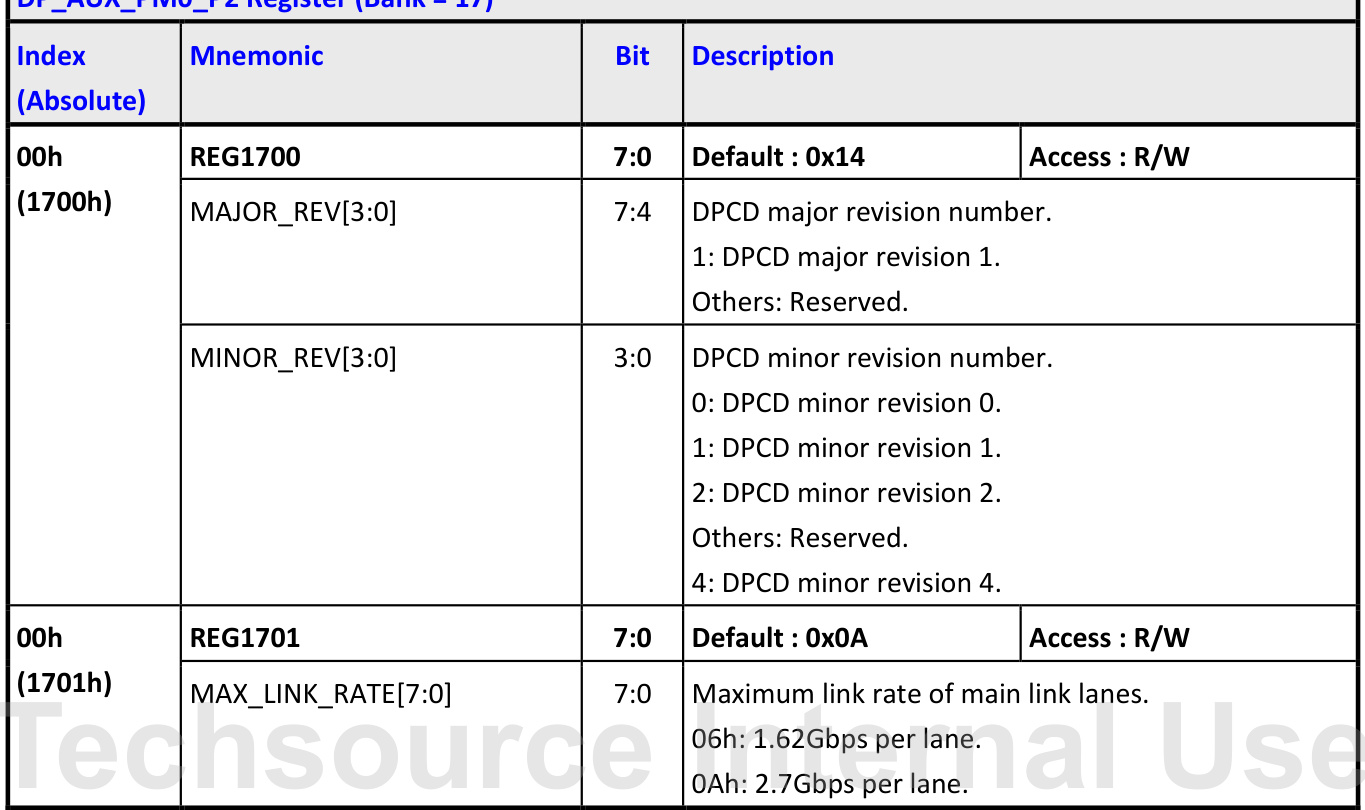 DP_AUX_PM0_P2 Register (Bank = 17)
Index
(Absolute)
Mnemonic
Bit
Description
00h
(1700h)
REG1700
7:0
Default : 0x14
Access : R/W
MAJOR_REV[3:0]
7:4
DPCD major revision number.
1: DPCD major revision 1.
Others: Reserved.
MINOR_REV[3:0]
3:0
DPCD minor revision number.
0: DPCD minor revision 0.
1: DPCD minor revision 1.
2: DPCD minor revision 2.
Others: Reserved.
4: DPCD minor revision 4.
00h
(1701h)
REG1701
7:0
Default : 0x0A
Access : R/W
MAX_LINK_RATE[7:0]
7:0
Maximum link rate of main link lanes.
06h: 1.62Gbps per lane.
0Ah: 2.7Gbps per lane.
Techsource Internal Use